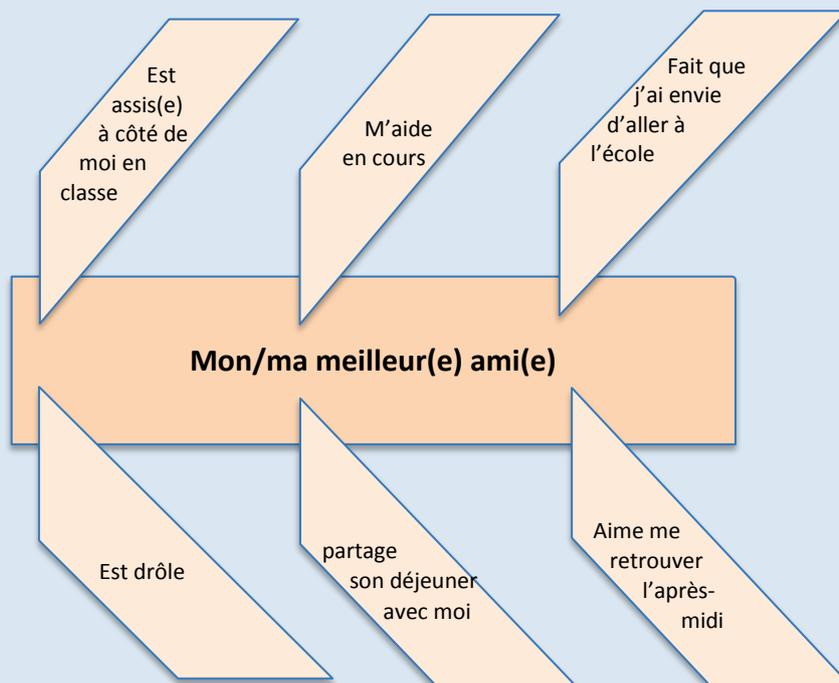 Est
assis(e)
à côté de
moi en
classe
M'aide
en cours
Fait que
j'ai envie
d'aller à
l'école
Mon/ma meilleur(e) ami(e)
Est drôle
partage
son déjeuner
avec moi
Aime me
retrouver
l'après-
midi